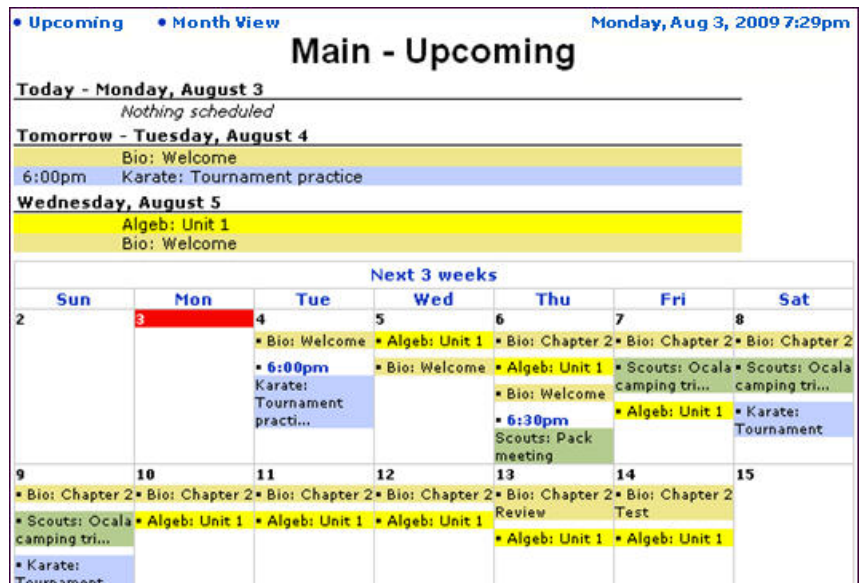 • Upcoming • Month View Monday, Aug 3, 2009 7:29pm
Main - Upcoming
Today - Monday, August 3
Nothing scheduled
Tomorrow - Tuesday, August 4
Bio: Welcome
6:00pm Karate: Tournament practice
Wednesday, August 5
Algeb: Unit 1
Bio: Welcome
Next 3 weeks
Sun Mon Tue Wed Thu Fri Sat
2
3
4
▪ Bio: Welcome
▪ 6:00pm
Karate:
Tournament
practi...
5
▪ Algeb: Unit 1
▪ Bio: Welcome
6
▪ Bio: Chapter 2
▪ Algeb: Unit 1
▪ Bio: Welcome
▪ 6:30pm
Scouts: Pack
meeting
7
▪ Bio: Chapter 2
▪ Scouts: Ocala
camping tri...
▪ Algeb: Unit 1
8
▪ Bio: Chapter 2
▪ Scouts: Ocala
camping tri...
▪ Karate:
Tournament
9
▪ Bio: Chapter 2
▪ Scouts: Ocala
camping tri...
▪ Karate:
Tournament
10
▪ Bio: Chapter 2
▪ Algeb: Unit 1
11
▪ Bio: Chapter 2
▪ Algeb: Unit 1
12
▪ Bio: Chapter 2
▪ Algeb: Unit 1
13
▪ Bio: Chapter 2
Review
▪ Algeb: Unit 1
14
▪ Bio: Chapter 2
Test
▪ Algeb: Unit 1
15